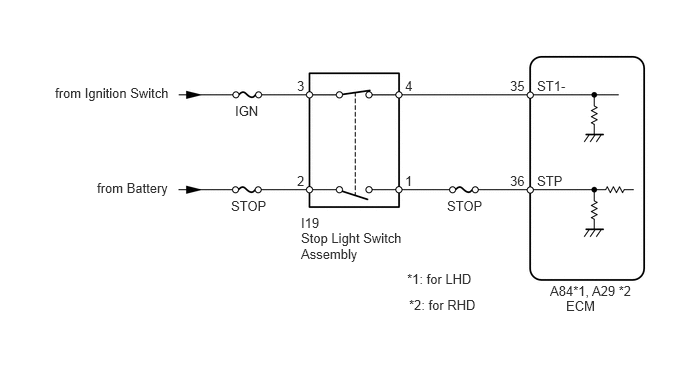 from Ignition Switch
IGN
3
4
35
ST1-
from Battery
STOP
2
1
STOP
36
STP
I19
Stop Light Switch
Assembly
*1: for LHD
*2: for RHD
A84*1, A29 *2
ECM